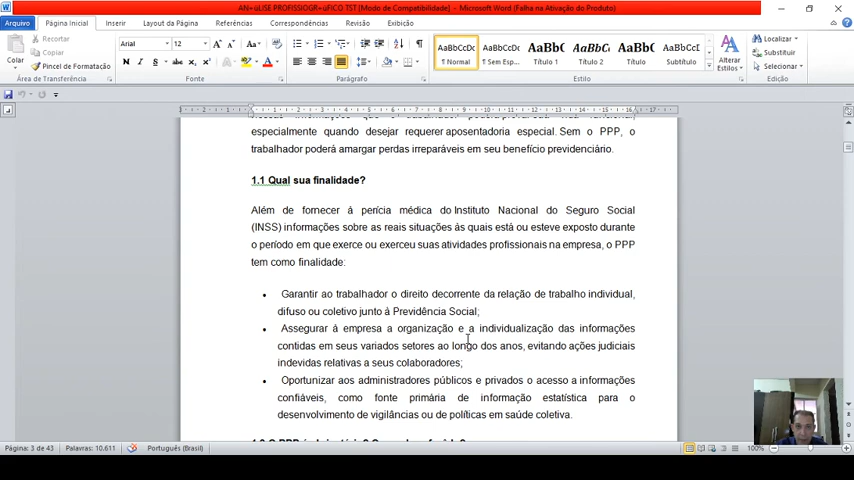 AN+üLISE PROFISSIOGR+üFICO TST [Modo de Compatibilidade] - Microsoft Word (Falha na Ativação do Produto)
Arquivo Página Inicial Inserir Layout da Página Referências Correspondências Revisão Exibição
Recortar
Copiar
Pincel de Formatação
Colar
Área de Transferência
Arial 12
N I S abc x₂ x² A
Fonte
Parágrafo
AaBbCcDc AaBbCcDc AaBbC AaBbCc AaBbC AaBbCcI
¶ Normal ¶ Sem Esp... Título 1 Título 2 Título Subtítulo
Alterar Estilos
Estilo
Localizar
Substituir
Selecionar
Edição
especialmente quando desejar requerer aposentadoria especial. Sem o PPP, o
trabalhador poderá amargar perdas irreparáveis em seu benefício previdenciário.
1.1 Qual sua finalidade?
Além de fornecer à perícia médica do Instituto Nacional do Seguro Social
(INSS) informações sobre as reais situações às quais está ou esteve exposto durante
o período em que exerce ou exerceu suas atividades profissionais na empresa, o PPP
tem como finalidade:
• Garantir ao trabalhador o direito decorrente da relação de trabalho individual,
difuso ou coletivo junto à Previdência Social;
• Assegurar à empresa a organização e a individualização das informações
contidas em seus variados setores ao longo dos anos, evitando ações judiciais
indevidas relativas a seus colaboradores;
• Oportunizar aos administradores públicos e privados o acesso a informações
confiáveis, como fonte primária de informação estatística para o
desenvolvimento de vigilâncias ou de políticas em saúde coletiva.
Página: 3 de 43 Palavras: 10.611 Português (Brasil) 100%